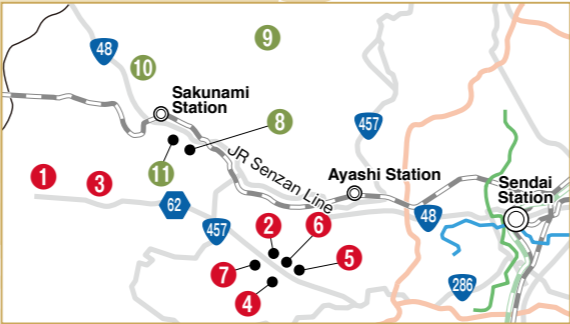 9
48
10
Sakunami
Station
8
457
11
JR Senzan Line
Ayashi Station
1
3
Sendai
Station
62
48
457
2
6
7
5
4
286